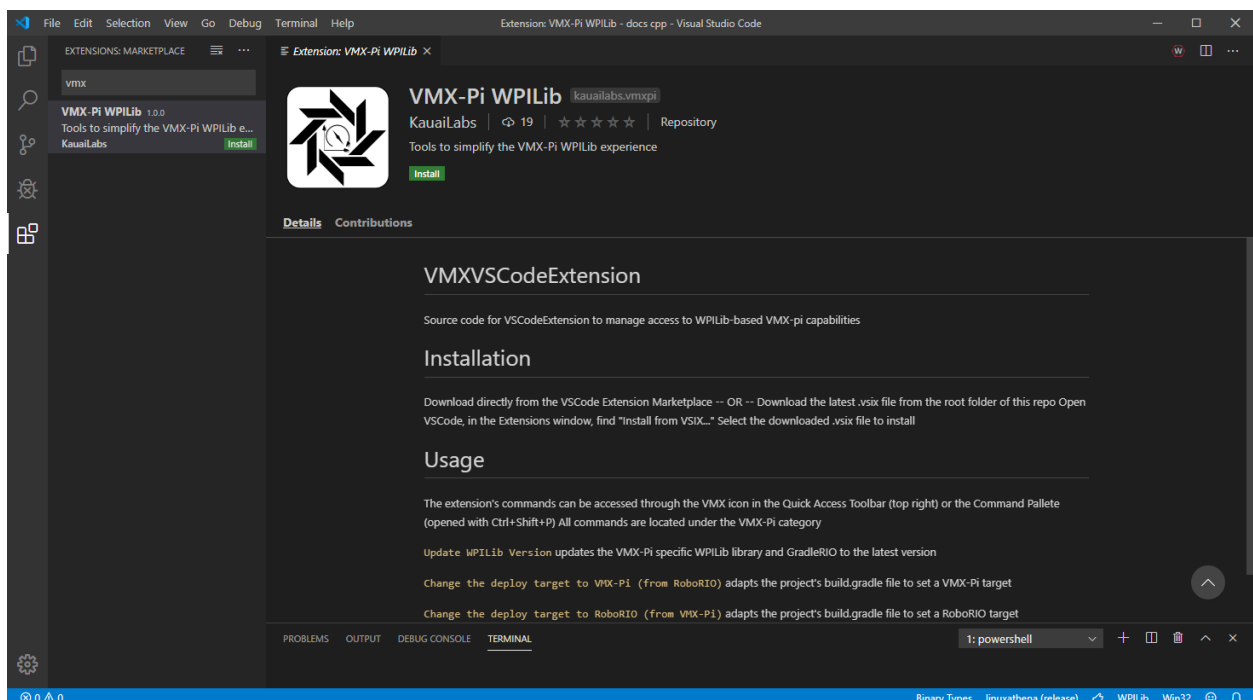 File Edit Selection View Go Debug Terminal Help Extension: VMX-Pi WPILib - docs cpp - Visual Studio Code
EXTENSIONS: MARKETPLACE
vmx
VMX-Pi WPILib 1.0.0
Tools to simplify the VMX-Pi WPILib e...
KauaiLabs Install
Extension: VMX-Pi WPILib
W
VMX-Pi WPILib kauailabs.vmxpi
KauaiLabs 19 Repository
Tools to simplify the VMX-Pi WPILib experience
Install
Details Contributions
VMXVSCodeExtension
Source code for VSCodeExtension to manage access to WPILib-based VMX-pi capabilities
Installation
Download directly from the VSCode Extension Marketplace -- OR -- Download the latest .vsix file from the root folder of this repo Open
VSCode, in the Extensions window, find "Install from VSIX..." Select the downloaded .vsix file to install
Usage
The extension's commands can be accessed through the VMX icon in the Quick Access Toolbar (top right) or the Command Pallete
(opened with Ctrl+Shift+P) All commands are located under the VMX-Pi category
Update WPILib Version updates the VMX-Pi specific WPILib library and GradleRIO to the latest version
Change the deploy target to VMX-Pi (from RoboRIO) adapts the project's build.gradle file to set a VMX-Pi target
Change the deploy target to RoboRIO (from VMX-Pi) adapts the project's build.gradle file to set a RoboRIO target
PROBLEMS OUTPUT DEBUG CONSOLE TERMINAL 1: powershell
0 0 Binary Types linuxathena (release) WPILib Win32